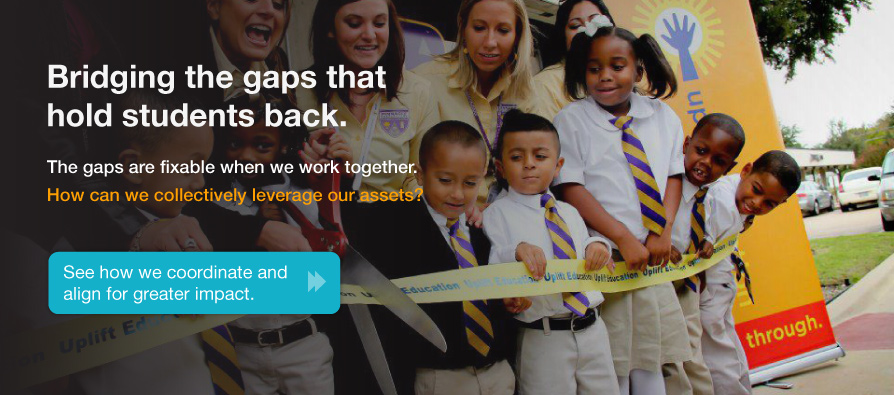 Bridging the gaps that
hold students back.
The gaps are fixable when we work together.
How can we collectively leverage our assets?
See how we coordinate and
align for greater impact.
up
through.
Uplift Education Uplift Education Uplift Education Uplift